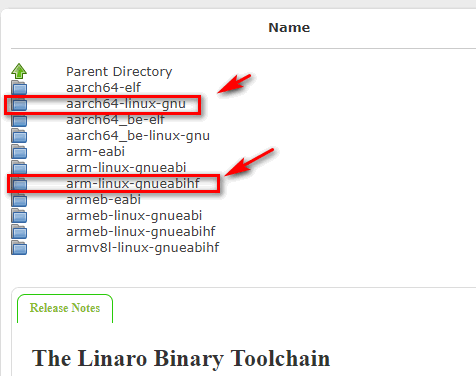 Name
Parent Directory
aarch64-elf
aarch64-linux-gnu
aarch64_be-elf
aarch64_be-linux-gnu
arm-eabi
arm-linux-gnueabi
arm-linux-gnueabihf
armeb-eabi
armeb-linux-gnueabi
armeb-linux-gnueabihf
armv8l-linux-gnueabihf
Release Notes
The Linaro Binary Toolchain